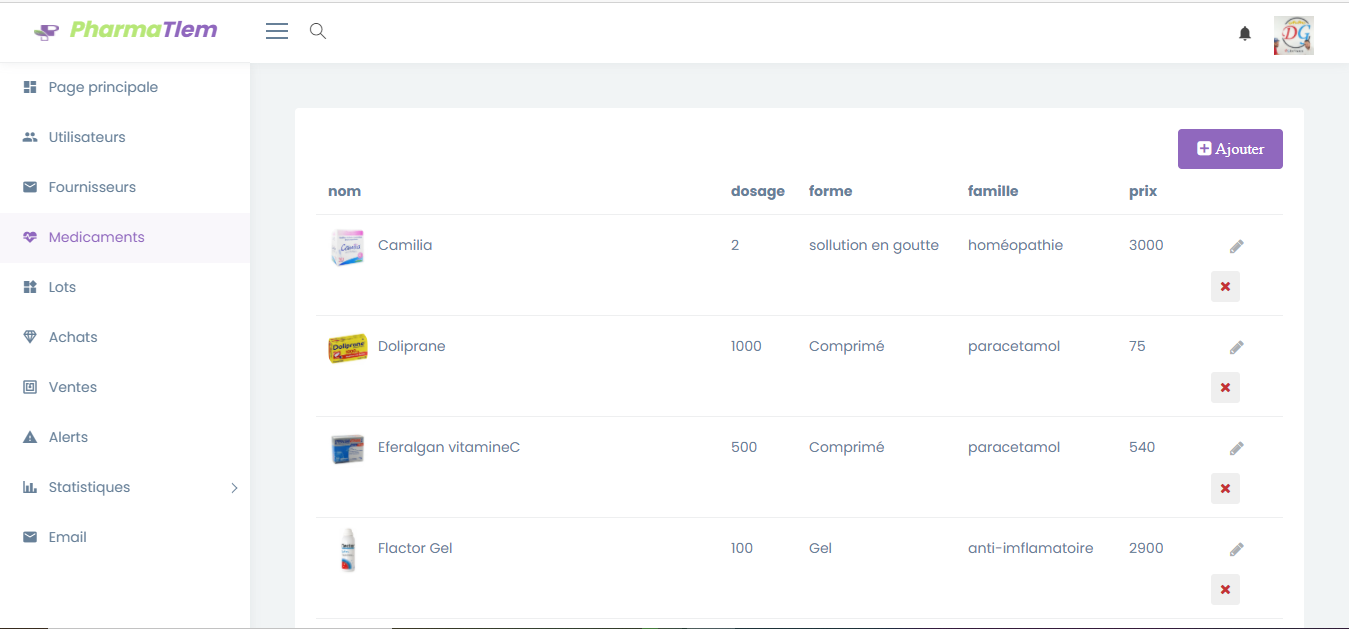 PharmaTlem
Page principale
Utilisateurs
Fournisseurs
Medicaments
Lots
Achats
Ventes
Alerts
Statistiques
Email
DG
Ajouter
nom dosage forme famille prix
Camilia 2 sollution en goutte homéopathie 3000
Doliprane 1000 Comprimé paracetamol 75
Doliprane
Eferalgan vitamineC 500 Comprimé paracetamol 540
Flactor Gel 100 Gel anti-imflamatoire 2900